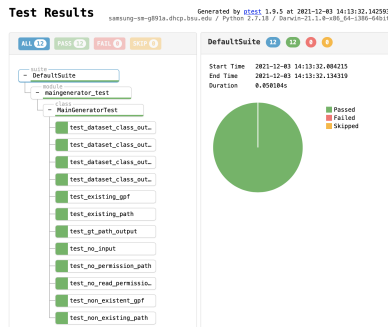 Test Results
Generated by ptest 1.9.5 at 2021-12-03 14:13:32.142593
samsung-sm-g891a.dhcp.bsu.edu / Python 2.7.18 / Darwin-21.1.0-x86_64-i386-64bit
ALL 12 PASS 12 FAIL 0 SKIP 0
suite
− DefaultSuite
module
− maingenerator_test
class
− MainGeneratorTest
test_dataset_class_out…
test_dataset_class_out…
test_dataset_class_out…
test_dataset_class_out…
test_existing_gpf
test_existing_path
test_gt_path_output
test_no_input
test_no_permission_path
test_no_read_permissio…
test_non_existent_gpf
test_non_existing_path
DefaultSuite 12 12 0 0
Start Time 2021-12-03 14:13:32.084215
End Time 2021-12-03 14:13:32.134319
Duration 0.050104s
Passed
Failed
Skipped